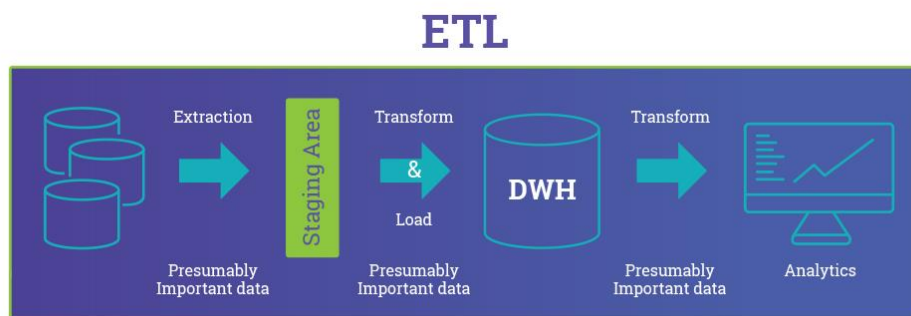 ETL
Extraction
Staging Area
Transform
&
Load
DWH
Transform
Presumably
Important data
Presumably
Important data
Presumably
Important data
Analytics